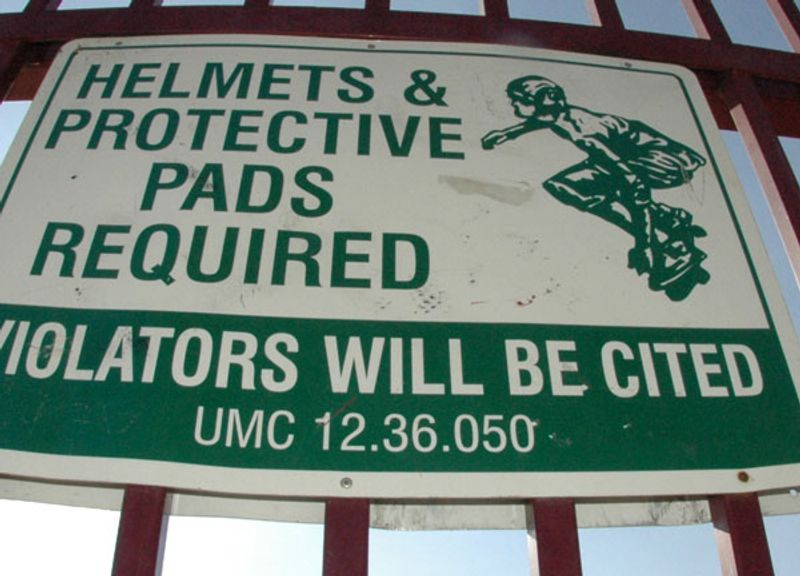 HELMETS &
PROTECTIVE
PADS
REQUIRED
VIOLATORS WILL BE CITED
UMC 12.36.050